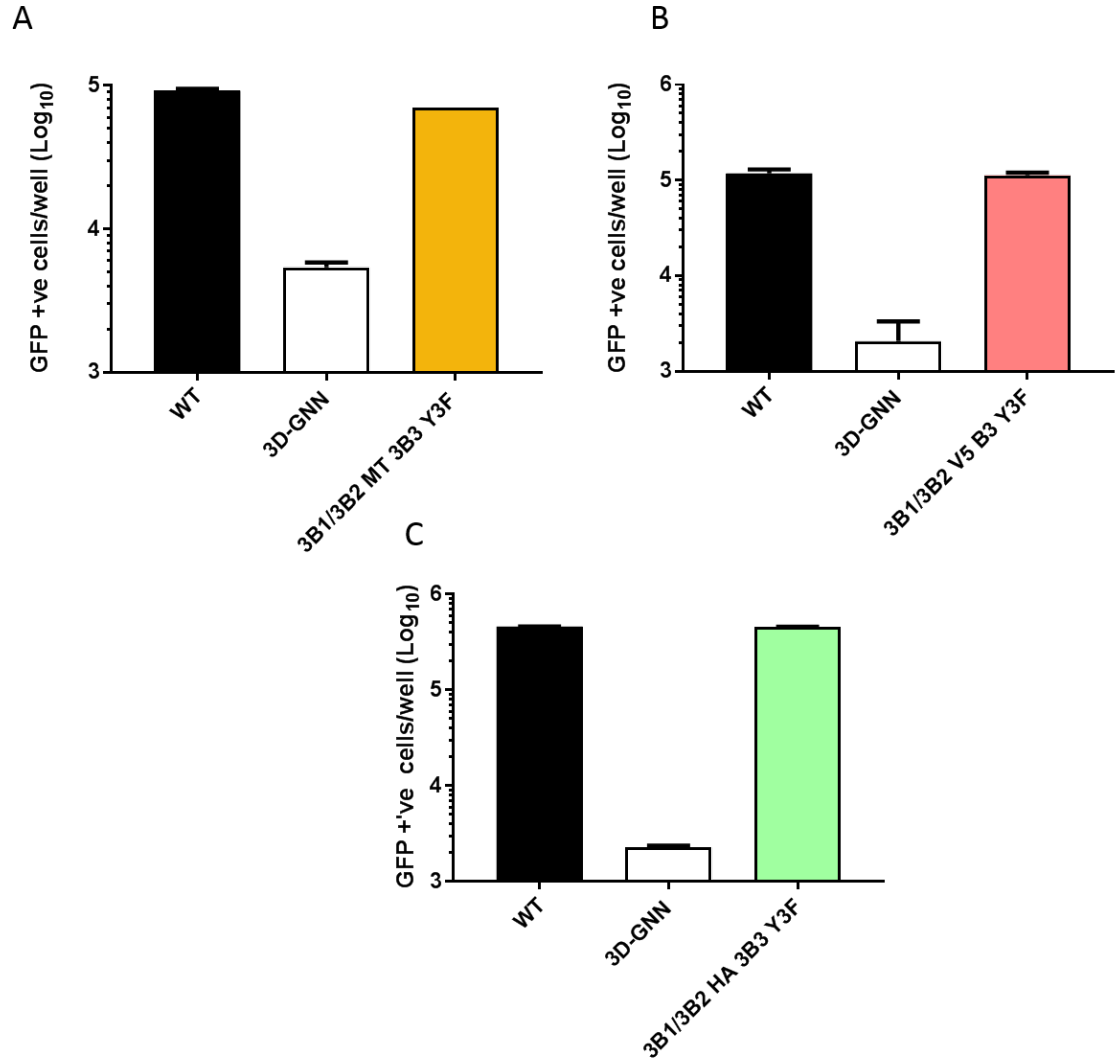 A
GFP +ve cells/well (Log10)
5
4
3
WT
3D-GNN
3B1/3B2 MT 3B3 Y3F
B
GFP +ve cells/well (Log10)
6
5
4
3
WT
3D-GNN
3B1/3B2 V5 B3 Y3F
C
GFP +'ve cells/well (Log10)
6
5
4
3
WT
3D-GNN
3B1/3B2 HA 3B3 Y3F